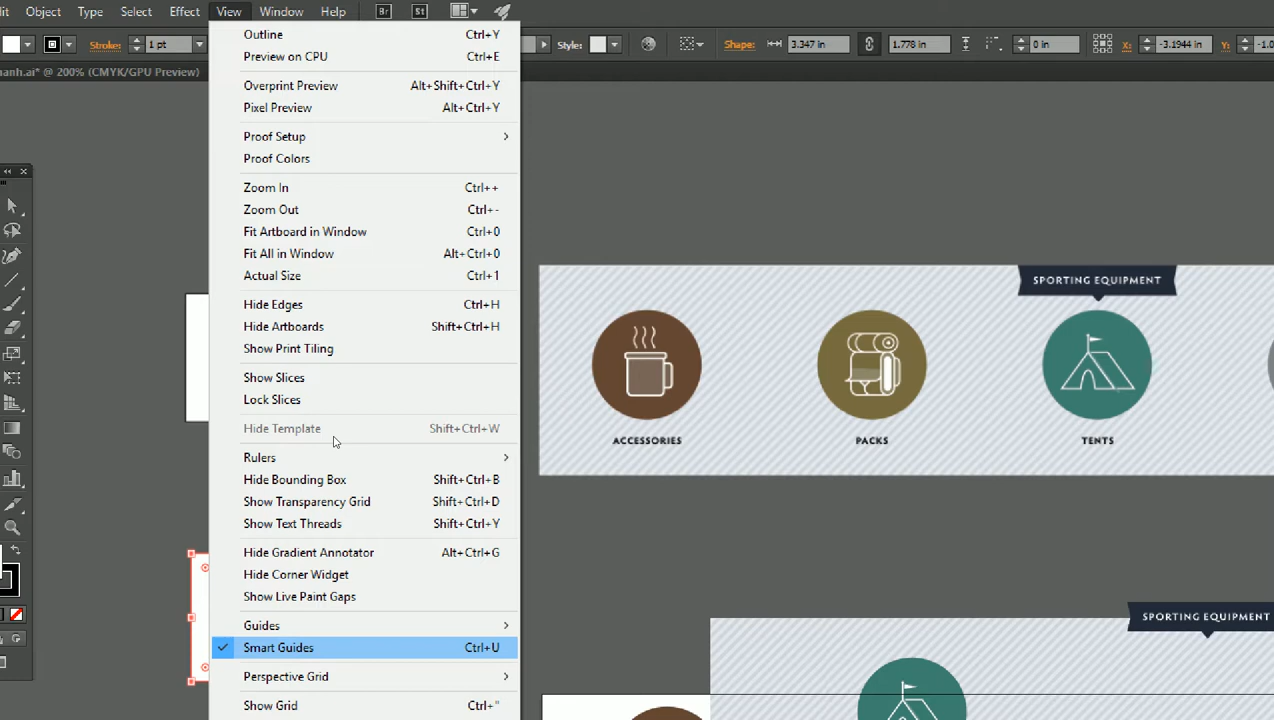 Object Type Select Effect View Window Help Br St
Stroke: 1 pt Style: Shape: 3.347 in 1.778 in 0 in X: -3.1944 in Y:
anh.ai* @ 200% (CMYK/GPU Preview)
Outline Ctrl+Y
Preview on CPU Ctrl+E
Overprint Preview Alt+Shift+Ctrl+Y
Pixel Preview Alt+Ctrl+Y
Proof Setup
Proof Colors
Zoom In Ctrl++
Zoom Out Ctrl+-
Fit Artboard in Window Ctrl+0
Fit All in Window Alt+Ctrl+0
Actual Size Ctrl+1
Hide Edges Ctrl+H
Hide Artboards Shift+Ctrl+H
Show Print Tiling
Show Slices
Lock Slices
Hide Template Shift+Ctrl+W
Rulers
Hide Bounding Box Shift+Ctrl+B
Show Transparency Grid Shift+Ctrl+D
Show Text Threads Shift+Ctrl+Y
Hide Gradient Annotator Alt+Ctrl+G
Hide Corner Widget
Show Live Paint Gaps
Guides
Smart Guides Ctrl+U
Perspective Grid
Show Grid Ctrl+"
SPORTING EQUIPMENT
ACCESSORIES PACKS TENTS
SPORTING EQUIPMENT